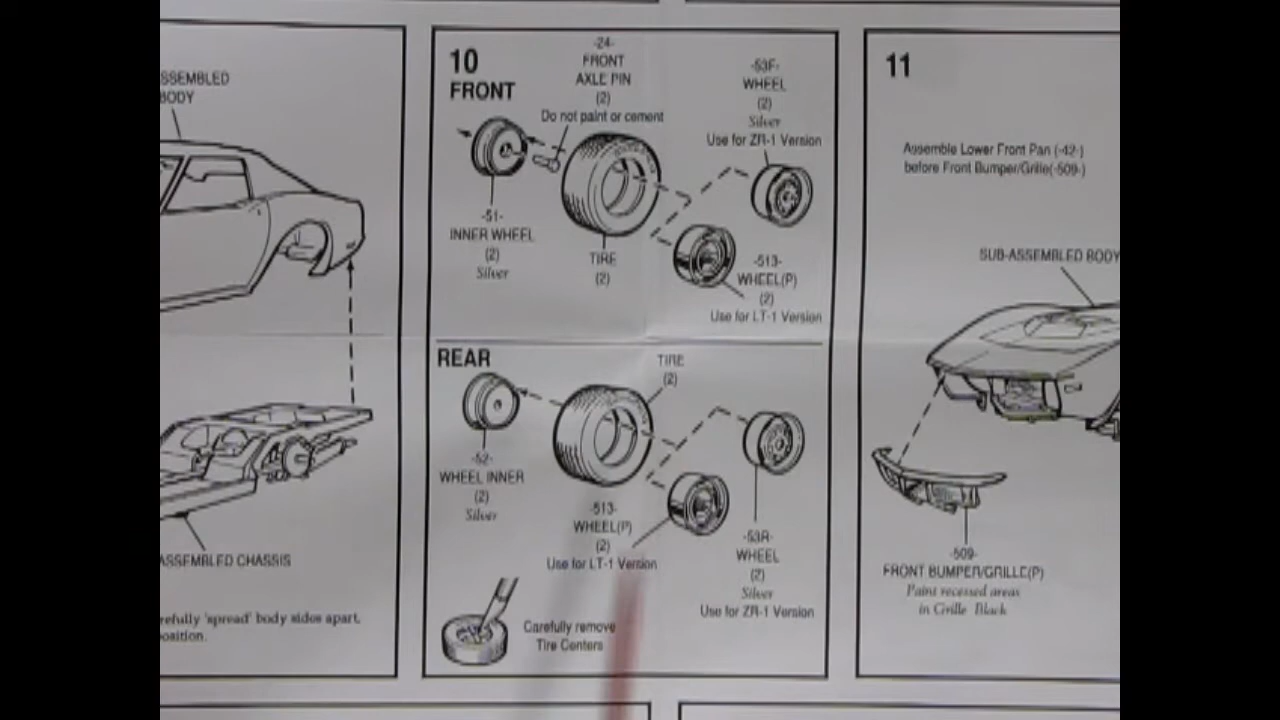 SSEMBLED
BODY
ASSEMBLED CHASSIS
refully 'spread' body sides apart,
osition.
10
FRONT
-24-
FRONT
AXLE PIN
(2)
Do not paint or cement
-53F-
WHEEL
(2)
Silver
Use for ZR-1 Version
-51-
INNER WHEEL
(2)
Silver
TIRE
(2)
-513-
WHEEL(P)
(2)
Use for LT-1 Version
REAR
TIRE
(2)
-52-
WHEEL INNER
(2)
Silver
-513-
WHEEL(P)
(2)
Use for LT-1 Version
-53R-
WHEEL
(2)
Silver
Use for ZR-1 Version
Carefully remove
Tire Centers
11
Assemble Lower Front Pan (-42-)
before Front Bumper/Grille(-509-)
SUB-ASSEMBLED BODY
-509-
FRONT BUMPER/GRILLE(P)
Paint recessed areas
in Grille Black